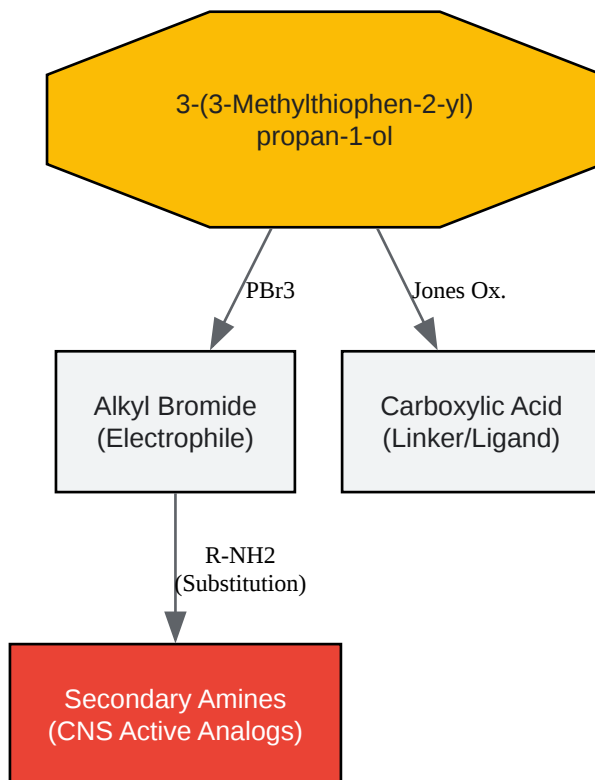 3-(3-Methylthiophen-2-yl)
propan-1-ol
PBr3
Jones Ox.
Alkyl Bromide
(Electrophile)
Carboxylic Acid
(Linker/Ligand)
R-NH2
(Substitution)
Secondary Amines
(CNS Active Analogs)